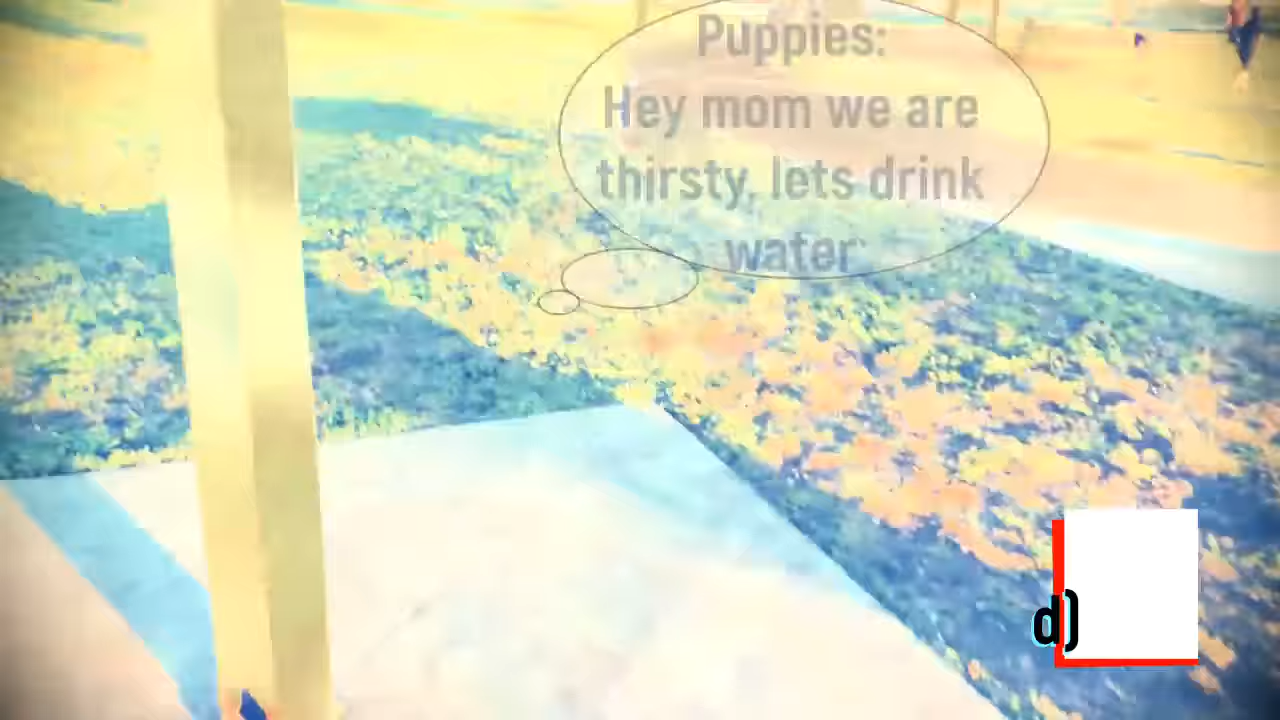 Puppies:
Hey mom we are
thirsty, lets drink
water
d)